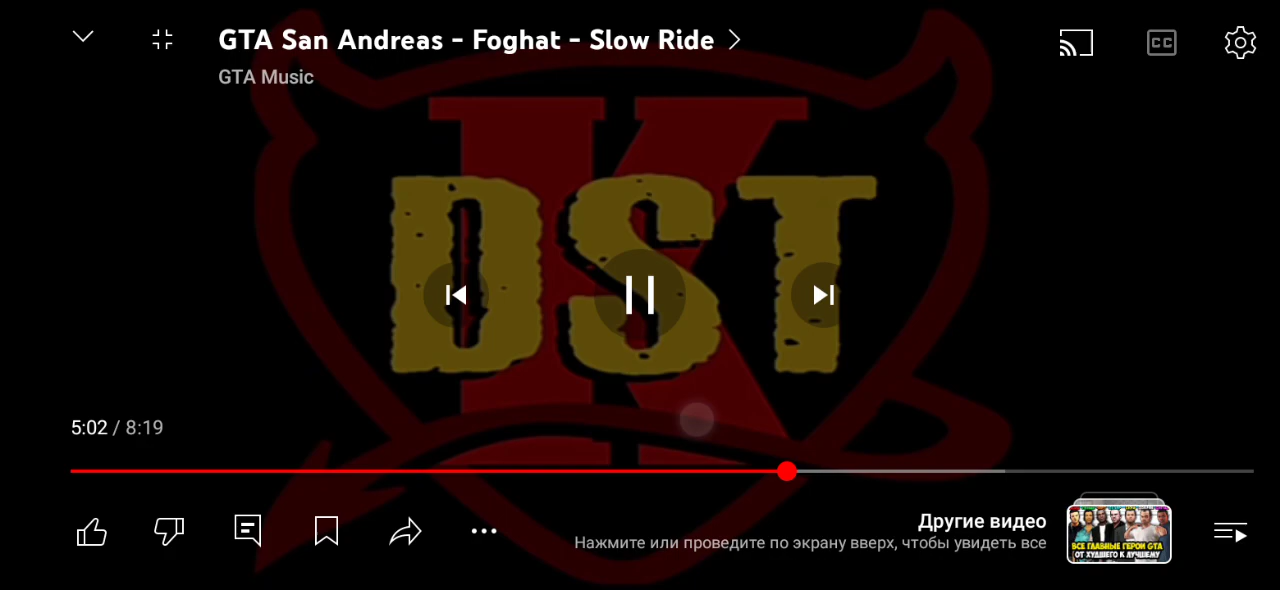 GTA San Andreas - Foghat - Slow Ride
GTA Music
CC
K
DST
5:02 / 8:19
Другие видео
Нажмите или проведите по экрану вверх, чтобы увидеть все
ВСЕ ГЛАВНЫЕ ГЕРОИ GTA
ОТ ХУДШЕГО К ЛУЧШЕМУ